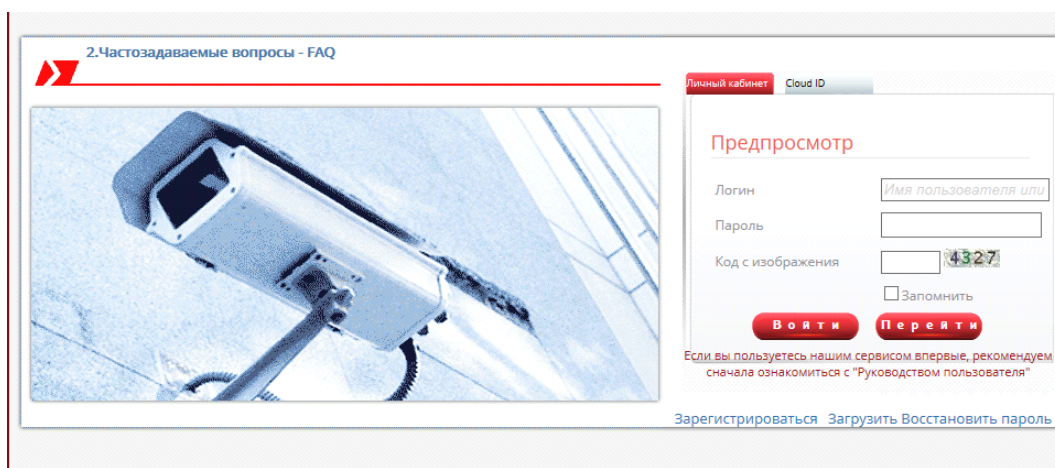 2.Частозадаваемые вопросы - FAQ
Личный кабинет Cloud ID
Предпросмотр
Логин Имя пользователя или
Пароль
Код с изображения 4327
Запомнить
Войти Перейти
Если вы пользуетесь нашим сервисом впервые, рекомендуем
сначала ознакомиться с "Руководством пользователя"
Зарегистрироваться Загрузить Восстановить пароль